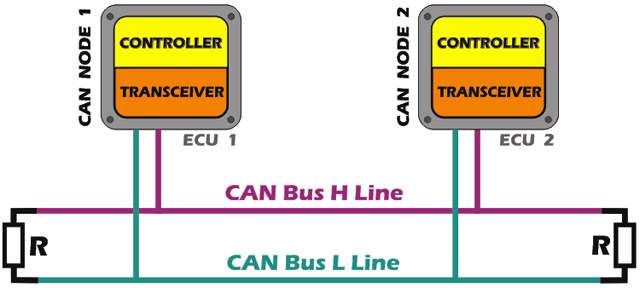 CAN NODE 1
CONTROLLER
TRANSCEIVER
ECU 1
CAN NODE 2
CONTROLLER
TRANSCEIVER
ECU 2
CAN Bus H Line
R
R
CAN Bus L Line